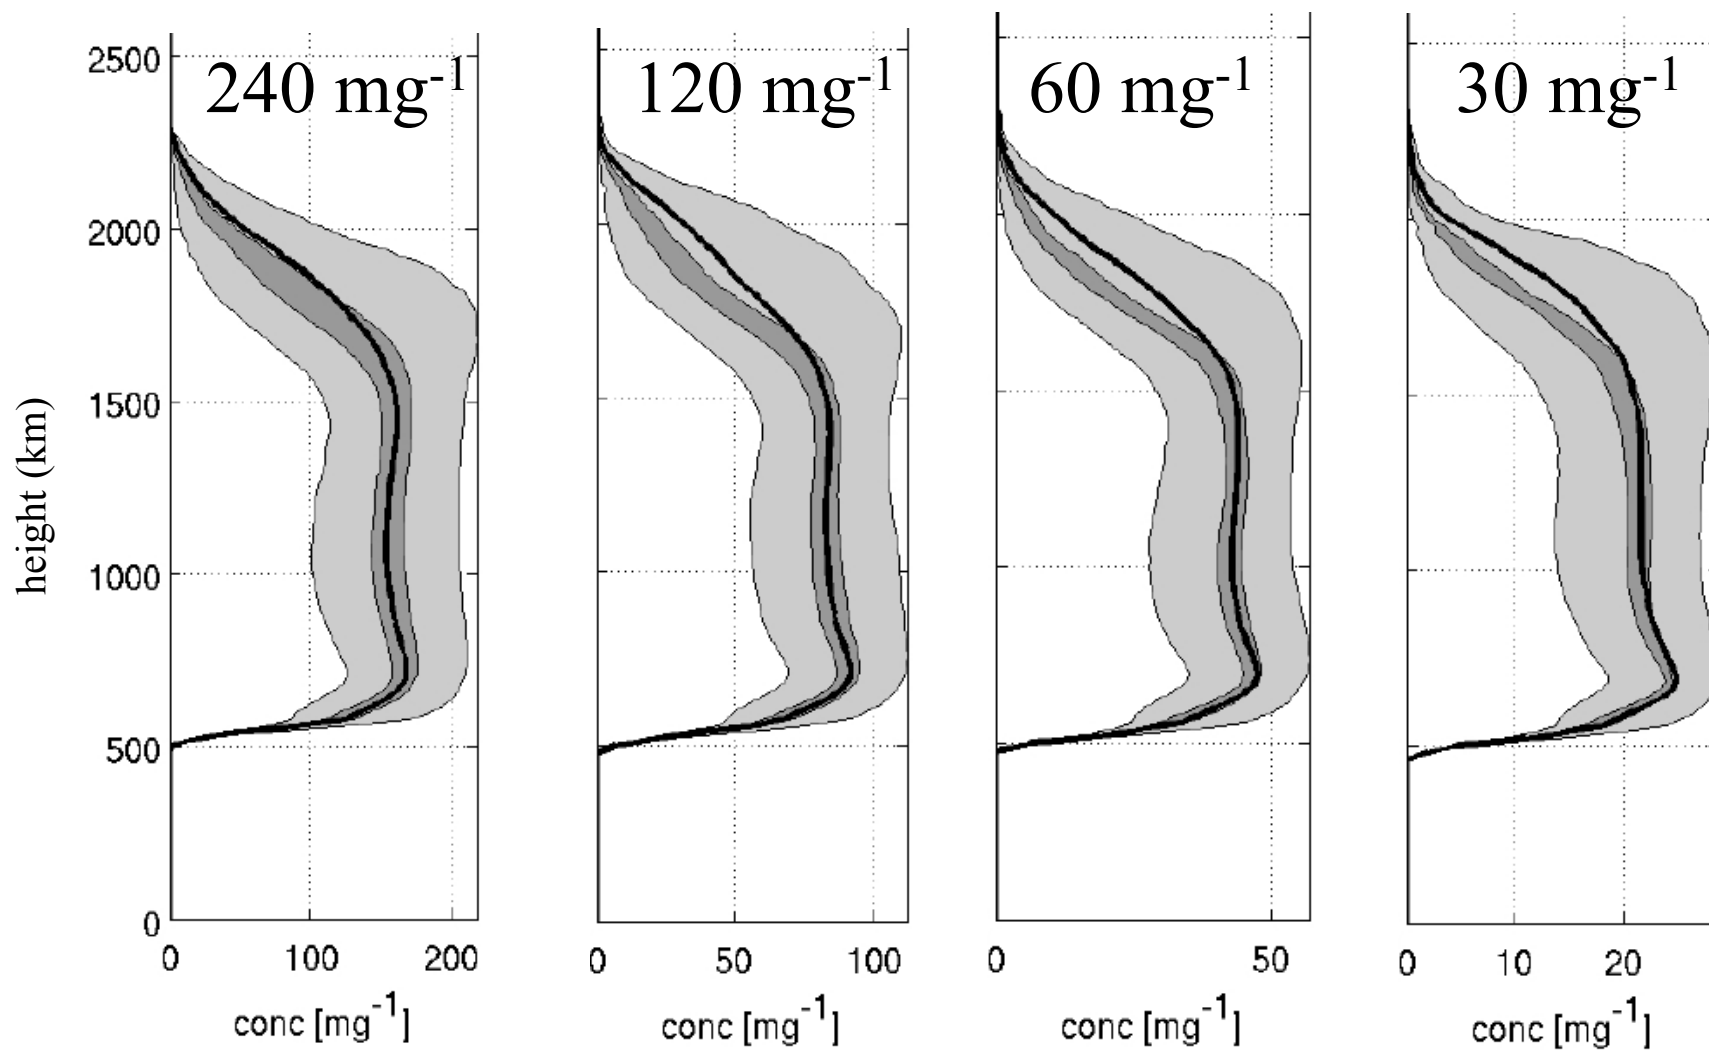 240 mg⁻¹
120 mg⁻¹
60 mg⁻¹
30 mg⁻¹
height (km)
2500
2000
1500
1000
500
0
0 100 200
0 50 100
0 50
0 10 20
conc [mg⁻¹]
conc [mg⁻¹]
conc [mg⁻¹]
conc [mg⁻¹]